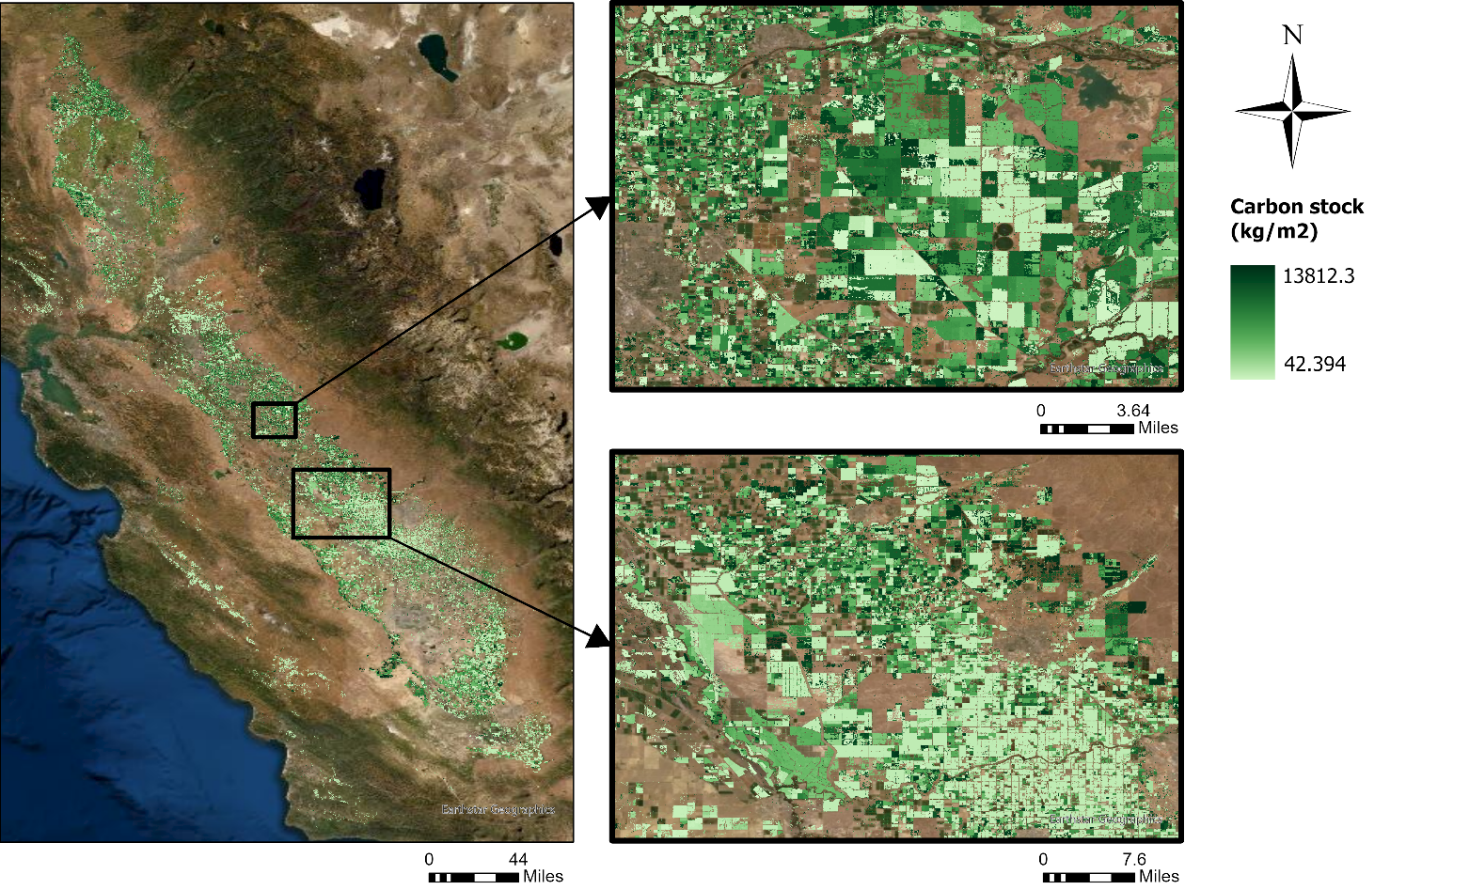 N
Carbon stock
(kg/m2)
13812.3
42.394
Earthstar Geographics
0 3.64
Miles
Earthstar Geographics
0 44
Miles
Earthstar Geographics
0 7.6
Miles